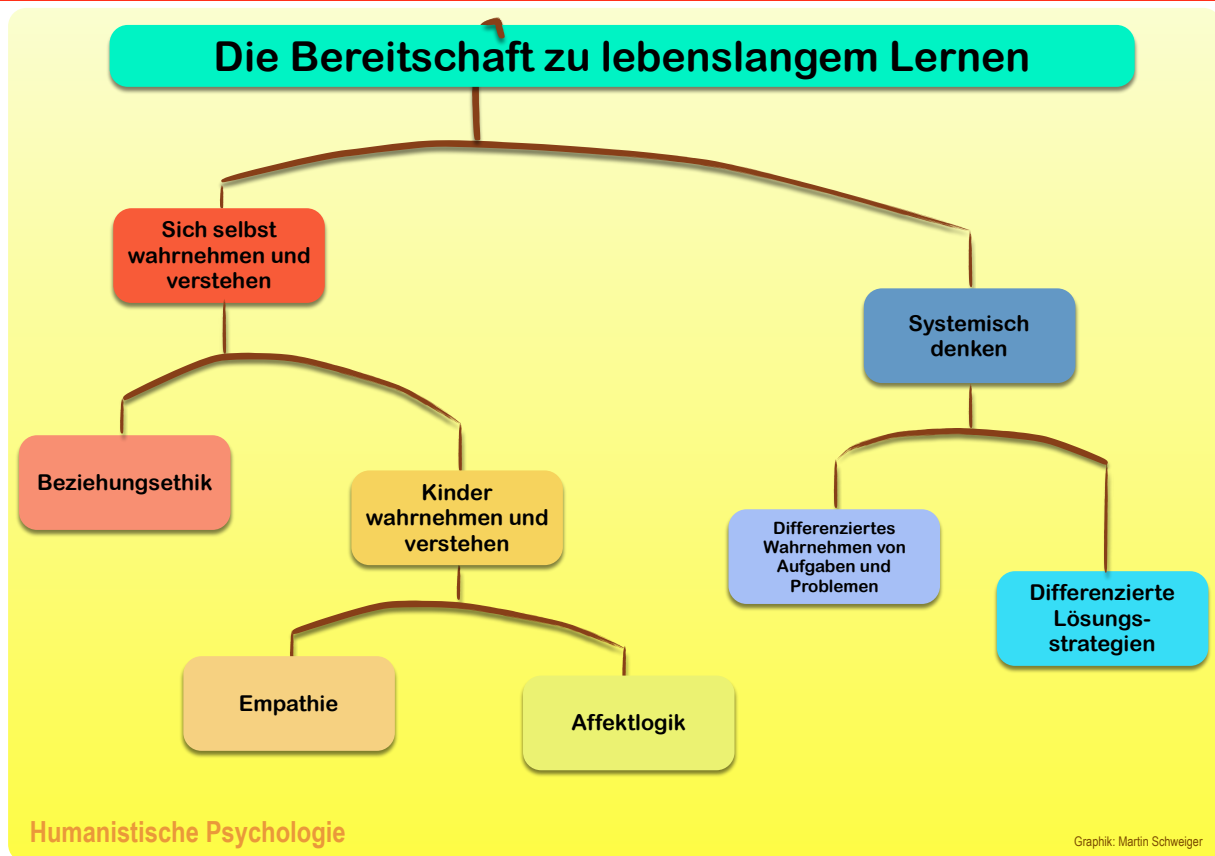 Die Bereitschaft zu lebenslangem Lernen
Sich selbst
wahrnehmen und
verstehen
Systemisch
denken
Beziehungsethik
Kinder
wahrnehmen und
verstehen
Differenziertes
Wahrnehmen von
Aufgaben und
Problemen
Differenzierte
Lösungs-
strategien
Empathie
Affektlogik
Humanistische Psychologie
Graphik: Martin Schweiger